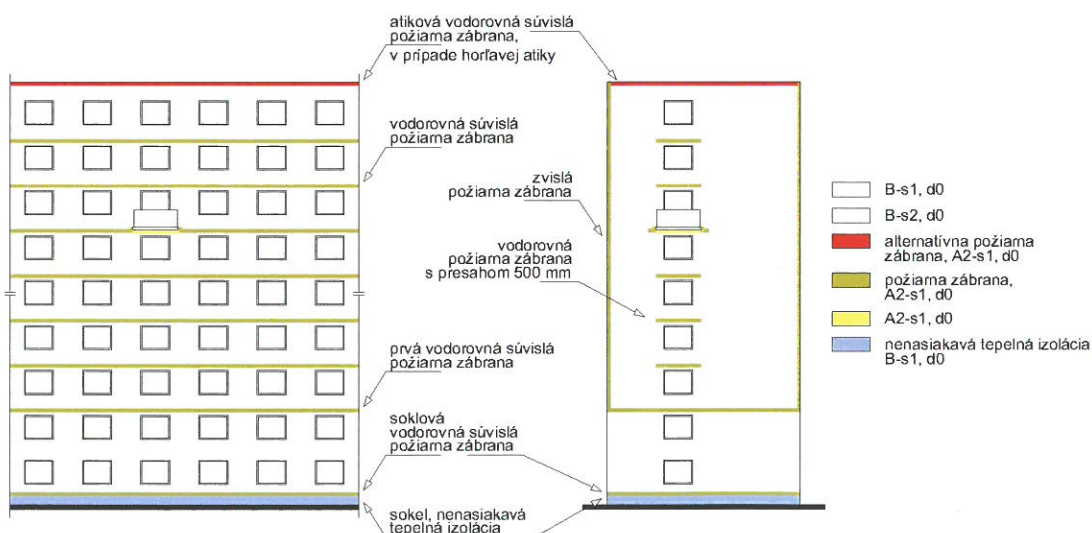 atiková vodorovná súvislá
požiarna zábrana,
v prípade horľavej atiky
vodorovná súvislá
požiarna zábrana
zvislá
požiarna zábrana
vodorovná
požiarna zábrana
s presahom 500 mm
prvá vodorovná súvislá
požiarna zábrana
soklová
vodorovná súvislá
požiarna zábrana
sokel, nenasiakavá
tepelná izolácia
B-s1, d0
B-s2, d0
alternatívna požiarna
zábrana, A2-s1, d0
požiarna zábrana,
A2-s1, d0
A2-s1, d0
nenasiakavá tepelná izolácia
B-s1, d0